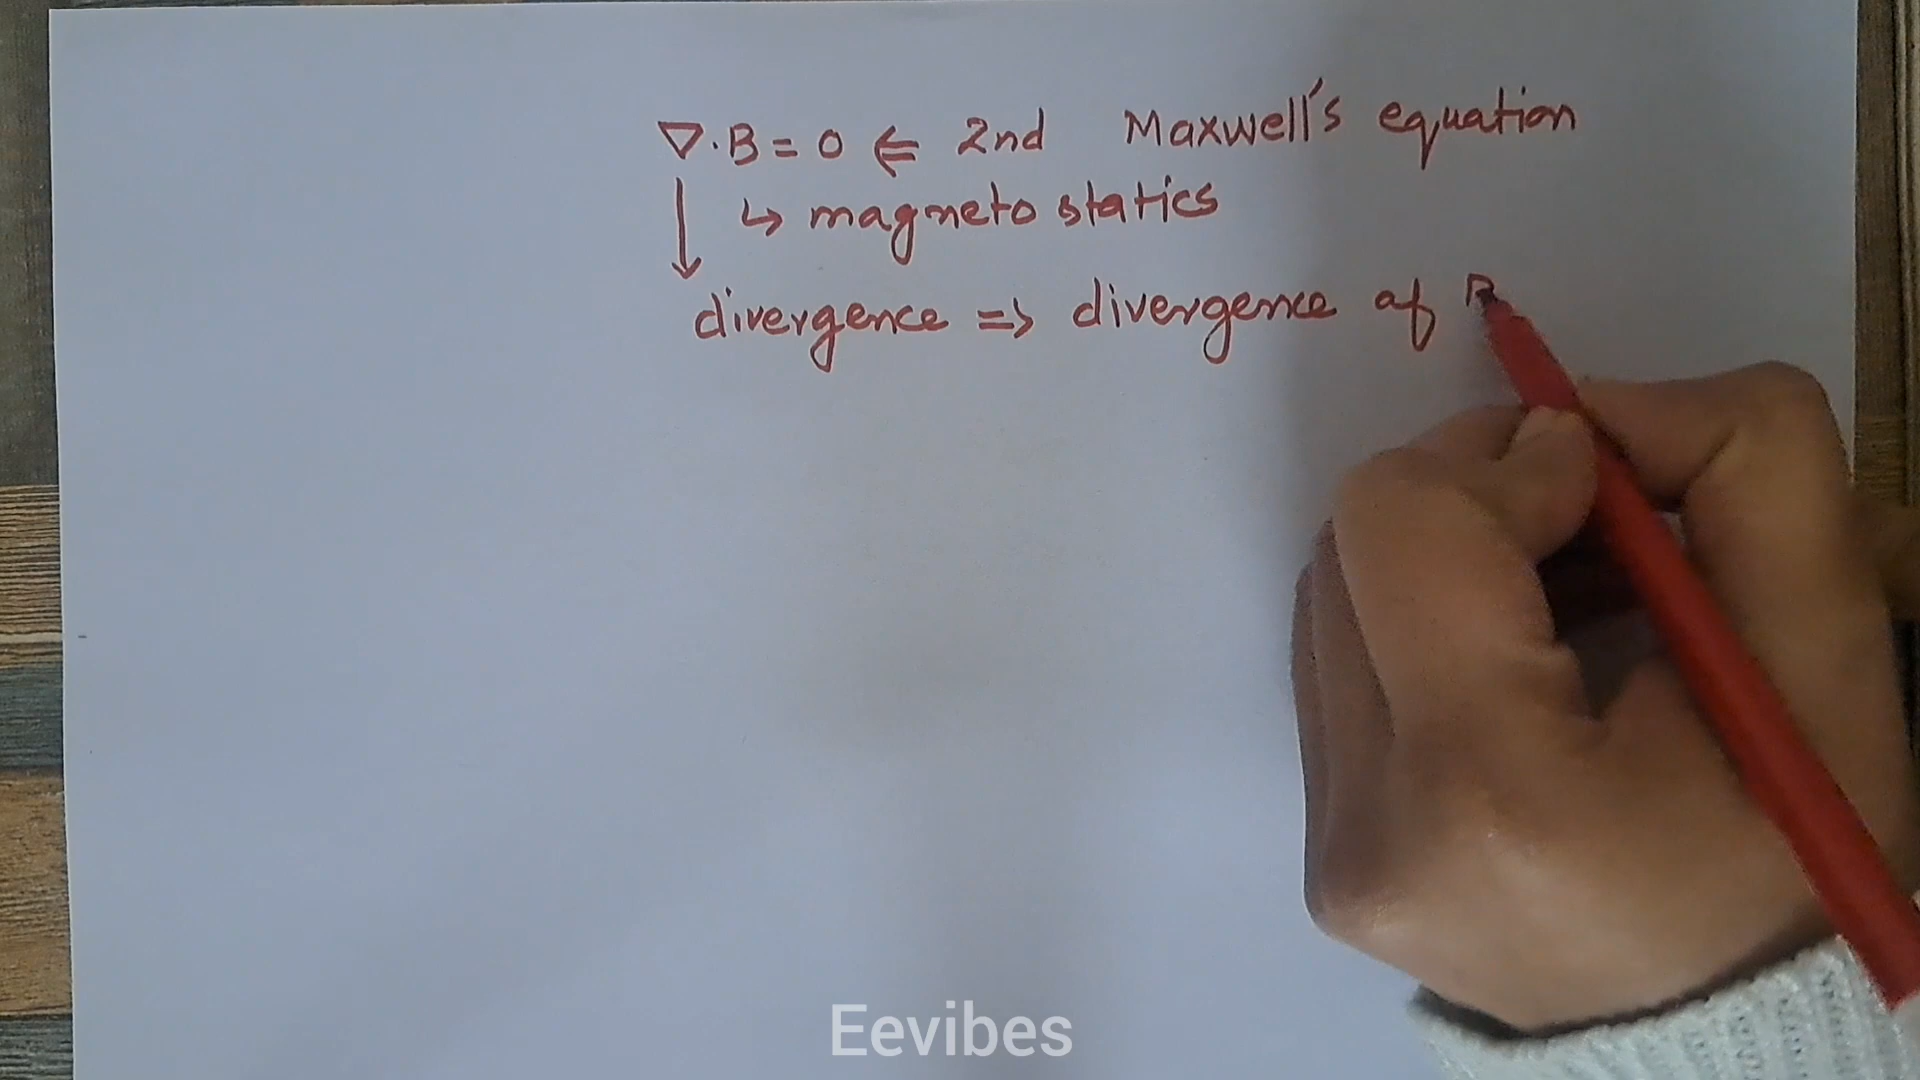 ∇.B = 0 ⇐ 2nd Maxwell's equation
↓ ↳ magneto statics
divergence => divergence of B
Eevibes